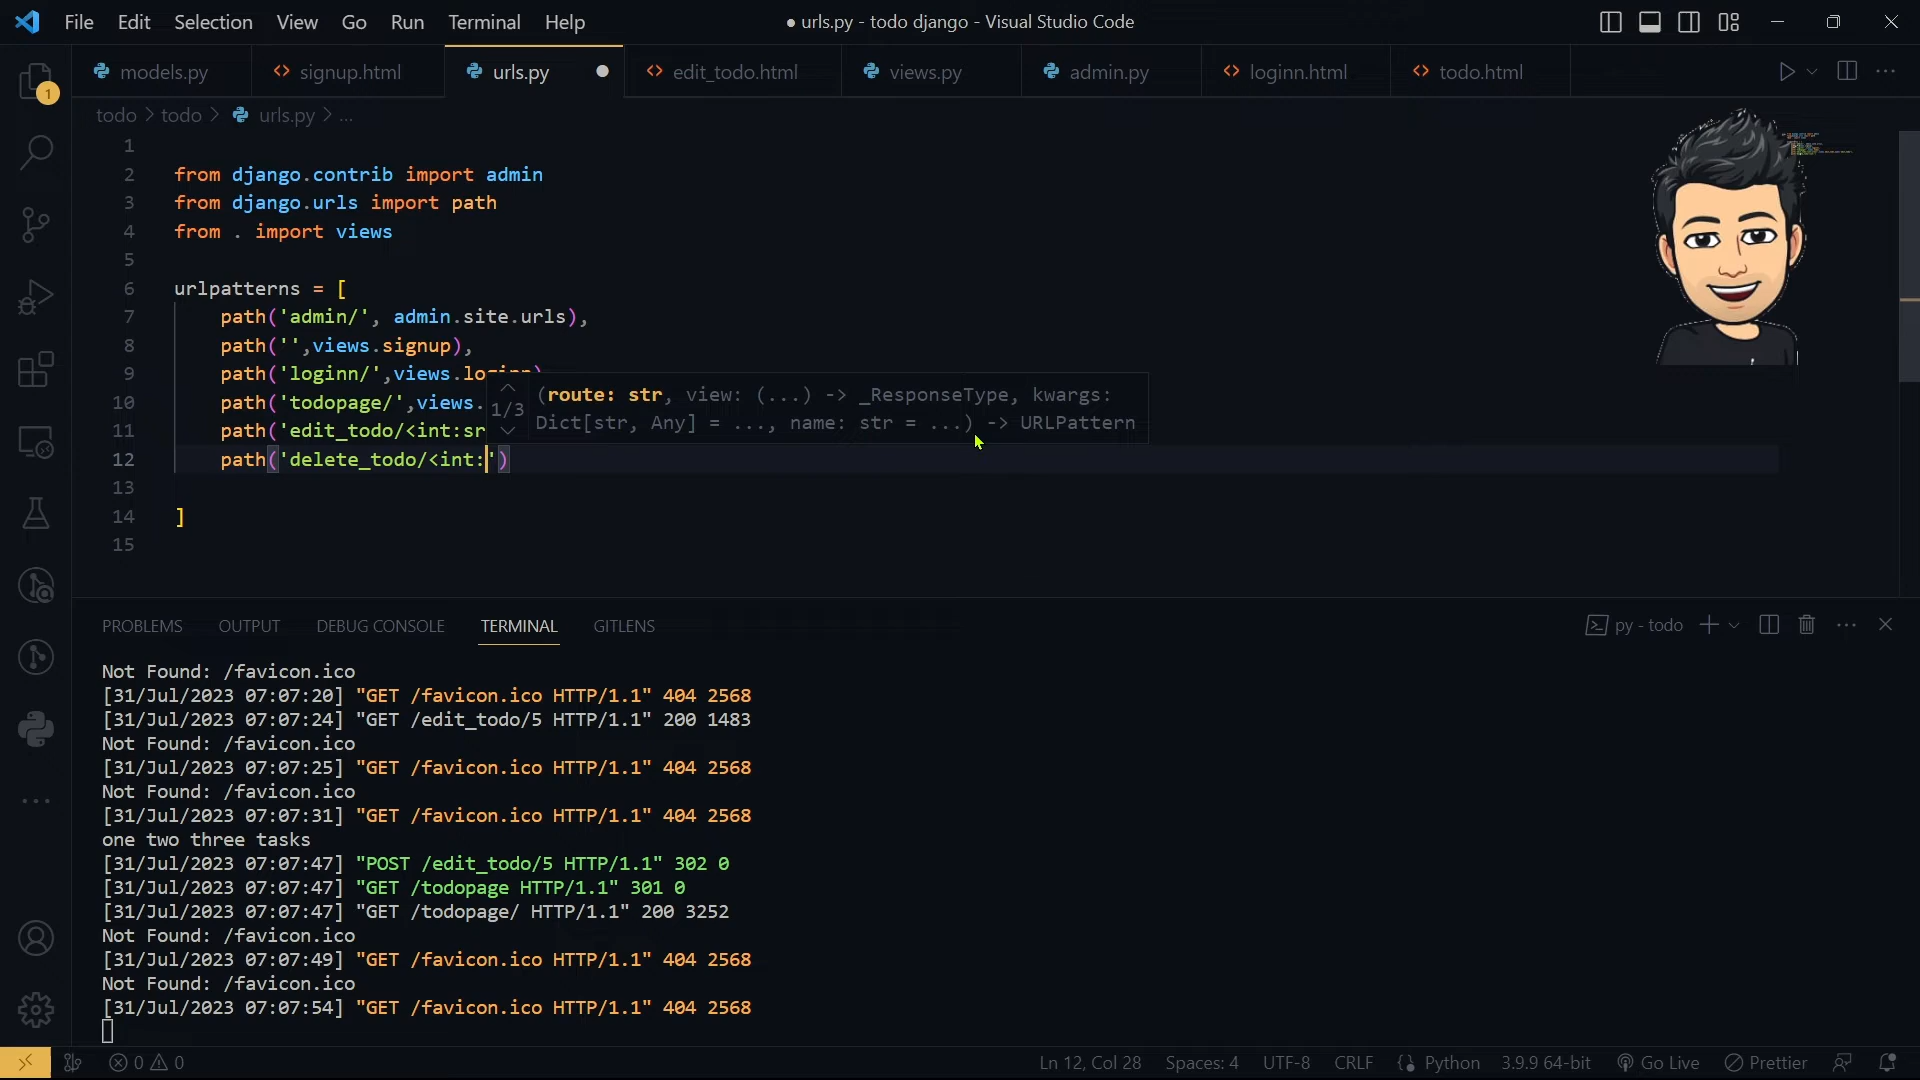 File Edit Selection View Go Run Terminal Help
● urls.py - todo django - Visual Studio Code
models.py signup.html urls.py edit_todo.html views.py admin.py loginn.html todo.html
1
todo > todo > urls.py > ...
1
2 from django.contrib import admin
3 from django.urls import path
4 from . import views
5
6 urlpatterns = [
7 path('admin/', admin.site.urls),
8 path('',views.signup),
9 path('loginn/',views.loginn)
10 path('todopage/',views.
11 path('edit_todo/<int:sr
12 path('delete_todo/<int:')
13
14 ]
15
1/3 (route: str, view: (...) -> _ResponseType, kwargs:
Dict[str, Any] = ..., name: str = ...) -> URLPattern
PROBLEMS OUTPUT DEBUG CONSOLE TERMINAL GITLENS
py - todo
Not Found: /favicon.ico
[31/Jul/2023 07:07:20] "GET /favicon.ico HTTP/1.1" 404 2568
[31/Jul/2023 07:07:24] "GET /edit_todo/5 HTTP/1.1" 200 1483
Not Found: /favicon.ico
[31/Jul/2023 07:07:25] "GET /favicon.ico HTTP/1.1" 404 2568
Not Found: /favicon.ico
[31/Jul/2023 07:07:31] "GET /favicon.ico HTTP/1.1" 404 2568
one two three tasks
[31/Jul/2023 07:07:47] "POST /edit_todo/5 HTTP/1.1" 302 0
[31/Jul/2023 07:07:47] "GET /todopage HTTP/1.1" 301 0
[31/Jul/2023 07:07:47] "GET /todopage/ HTTP/1.1" 200 3252
Not Found: /favicon.ico
[31/Jul/2023 07:07:49] "GET /favicon.ico HTTP/1.1" 404 2568
Not Found: /favicon.ico
[31/Jul/2023 07:07:54] "GET /favicon.ico HTTP/1.1" 404 2568
0 0 Ln 12, Col 28 Spaces: 4 UTF-8 CRLF Python 3.9.9 64-bit Go Live Prettier